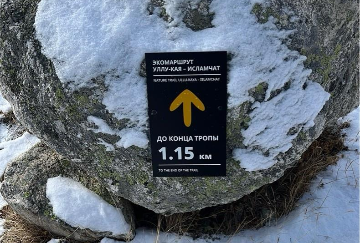 ЭКОМАРШРУТ
УЛЛУ-КАЯ – ИСЛАМЧАТ
NATURE TRAIL ULLU-KAYA - ISLAMCHAT
ДО КОНЦА ТРОПЫ
1.15 км
TO THE END OF THE TRAIL